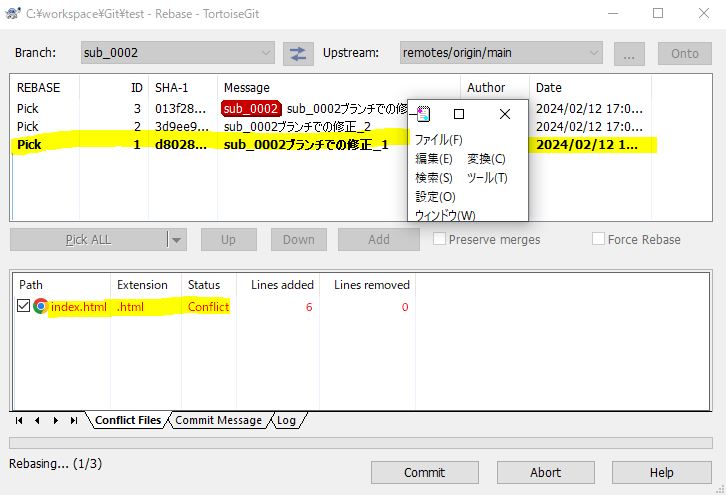 C:¥workspace¥Git¥test - Rebase - TortoiseGit
Branch: sub_0002 Upstream: remotes/origin/main ... Onto
REBASE ID SHA-1 Message Author Date
Pick 3 013f28... sub_0002 sub_0002ブランチでの修 2024/02/12 17:0...
Pick 2 3d9ee9... sub_0002ブランチでの修正_2 2024/02/12 17:0...
Pick 1 d8028... sub_0002ブランチでの修正_1 2024/02/12 1...
ファイル(F)
編集(E) 変換(C)
検索(S) ツール(T)
設定(O)
ウィンドウ(W)
Pick ALL Up Down Add Preserve merges Force Rebase
Path Extension Status Lines added Lines removed
index.html .html Conflict 6 0
Conflict Files Commit Message Log
Rebasing... (1/3)
Commit Abort Help